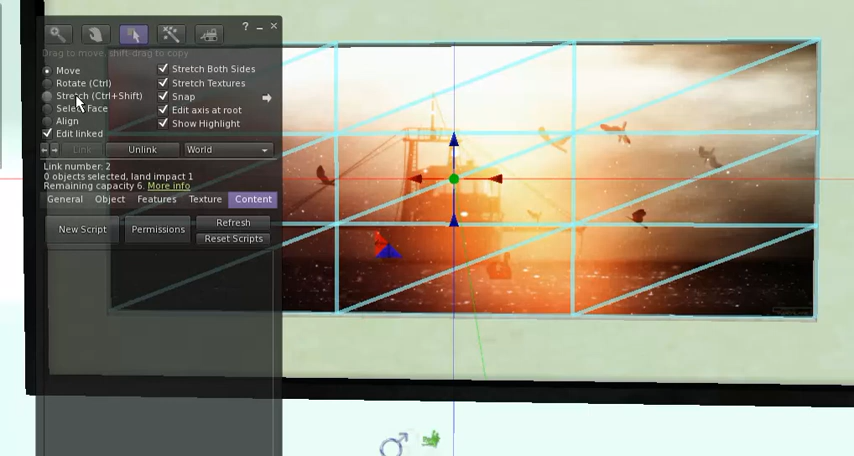 ? _ ×
Drag to move, shift-drag to copy
Move
Rotate (Ctrl)
Stretch (Ctrl+Shift)
Select Face
Align
Edit linked
Stretch Both Sides
Stretch Textures
Snap
Edit axis at root
Show Highlight
Link Unlink World
Link number: 2
0 objects selected, land impact 1
Remaining capacity 6. More info
General Object Features Texture Content
New Script Permissions Refresh
Reset Scripts